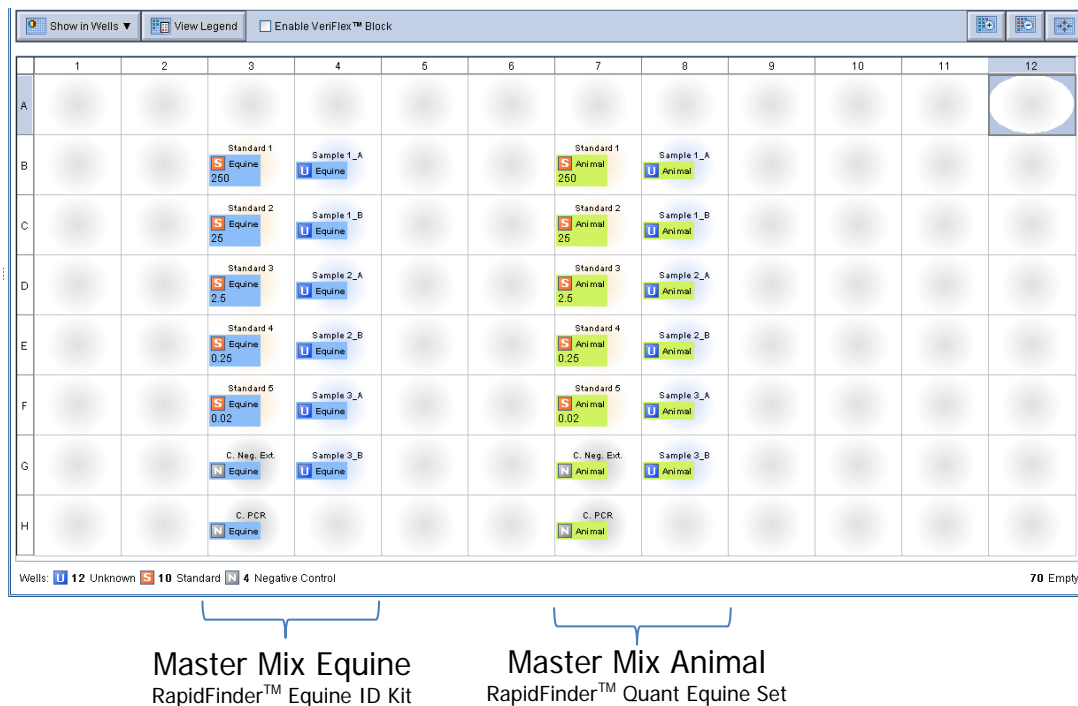 Show in Wells ▼ View Legend Enable VeriFlex™ Block
1 2 3 4 5 6 7 8 9 10 11 12
A
B Standard 1 S Equine 250 Sample 1_A U Equine Standard 1 S Animal 250 Sample 1_A U Animal
C Standard 2 S Equine 25 Sample 1_B U Equine Standard 2 S Animal 25 Sample 1_B U Animal
D Standard 3 S Equine 2.5 Sample 2_A U Equine Standard 3 S Animal 2.5 Sample 2_A U Animal
E Standard 4 S Equine 0.25 Sample 2_B U Equine Standard 4 S Animal 0.25 Sample 2_B U Animal
F Standard 5 S Equine 0.02 Sample 3_A U Equine Standard 5 S Animal 0.02 Sample 3_A U Animal
G C. Neg. Ext. N Equine Sample 3_B U Equine C. Neg. Ext. N Animal Sample 3_B U Animal
H C. PCR N Equine C. PCR N Animal
Wells: U 12 Unknown S 10 Standard N 4 Negative Control 70 Empty
Master Mix Equine
RapidFinder™ Equine ID Kit
Master Mix Animal
RapidFinder™ Quant Equine Set